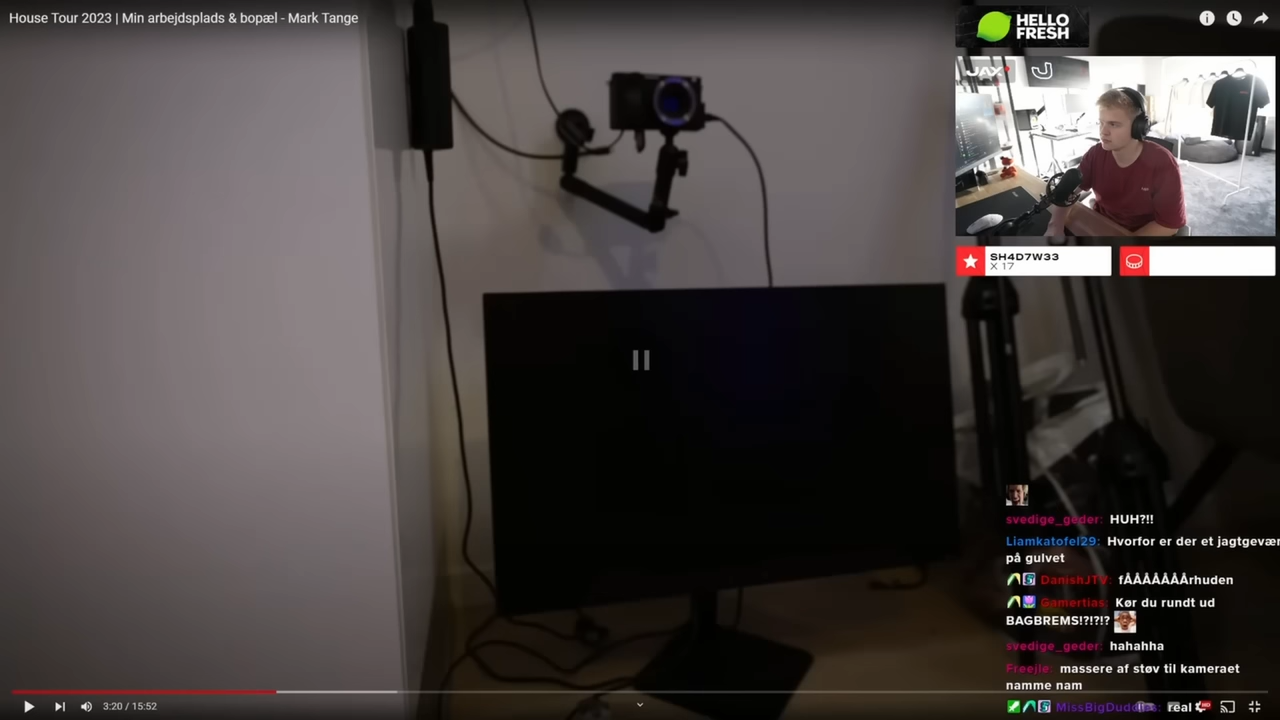 House Tour 2023 | Min arbejdsplads & bopæl - Mark Tange
HELLO
FRESH
JAX
SH4D7W33
X 17
svedige_geder: HUH?!!
Liamkatofel29: Hvorfor er der et jagtgevær
på gulvet
DanishJTV: fÅÅÅÅÅÅÅrhuden
Gamertias: Kør du rundt ud
BAGBREMS!?!?!?
svedige_geder: hahahha
Freejle: massere af støv til kameraet
namme nam
real
3:20 / 15:52